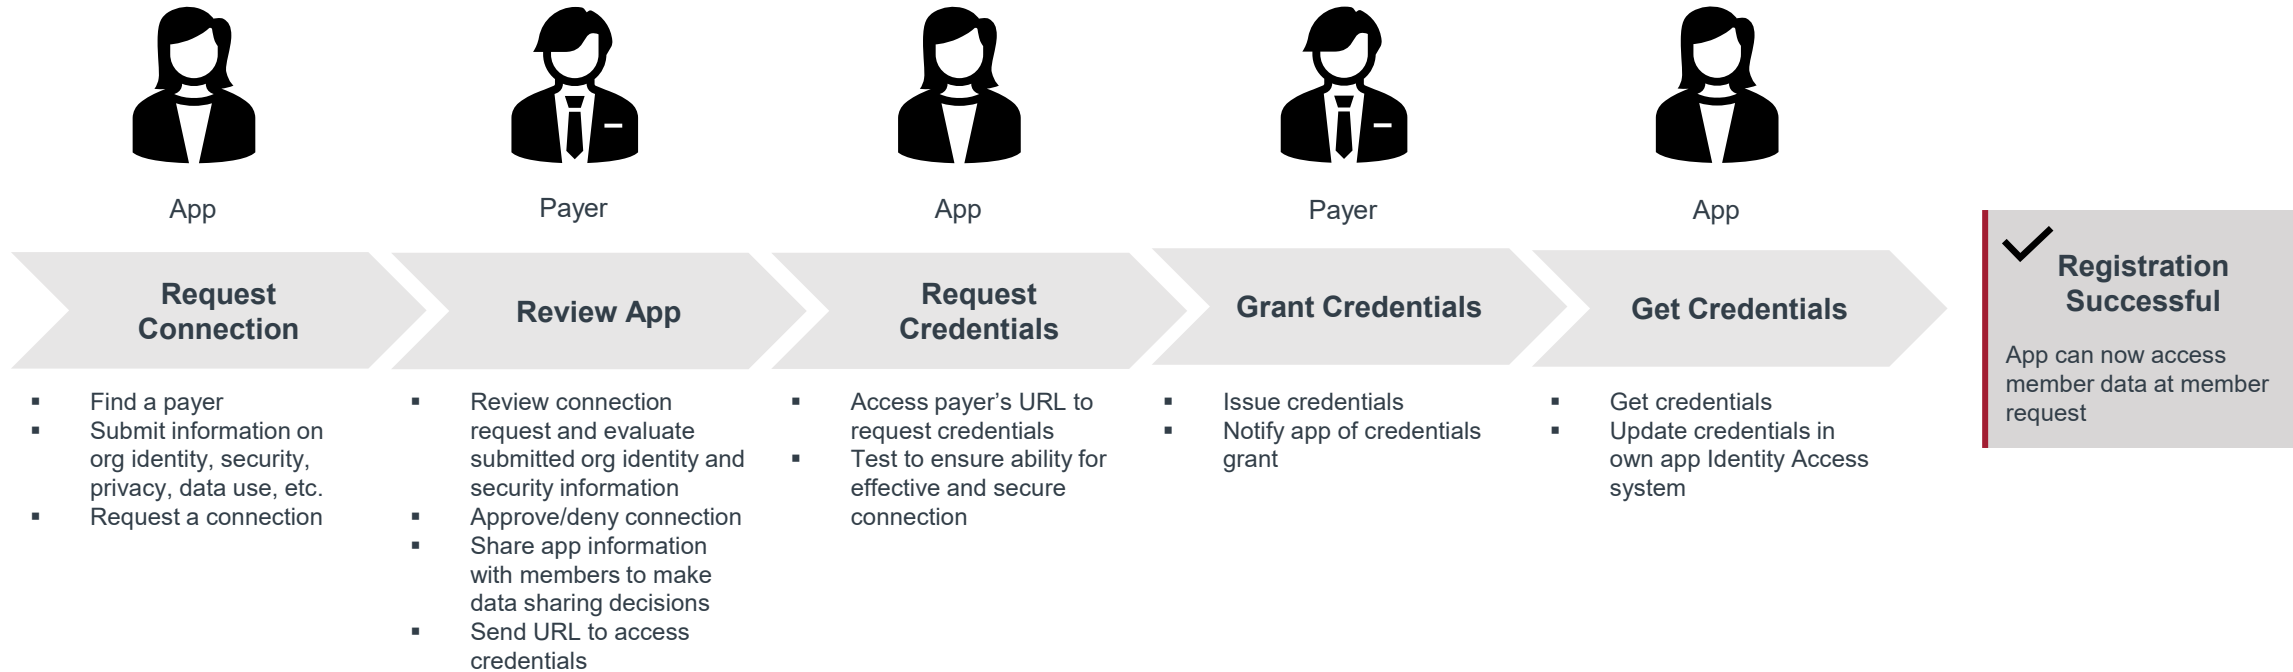 App
Payer
App
Payer
App
Request
Connection
Review App
Request
Credentials
Grant Credentials
Get Credentials
▪ Find a payer
▪ Submit information on
org identity, security,
privacy, data use, etc.
▪ Request a connection
▪ Review connection
request and evaluate
submitted org identity and
security information
▪ Approve/deny connection
▪ Share app information
with members to make
data sharing decisions
▪ Send URL to access
credentials
▪ Access payer’s URL to
request credentials
▪ Test to ensure ability for
effective and secure
connection
▪ Issue credentials
▪ Notify app of credentials
grant
▪ Get credentials
▪ Update credentials in
own app Identity Access
system
Registration
Successful
App can now access
member data at member
request